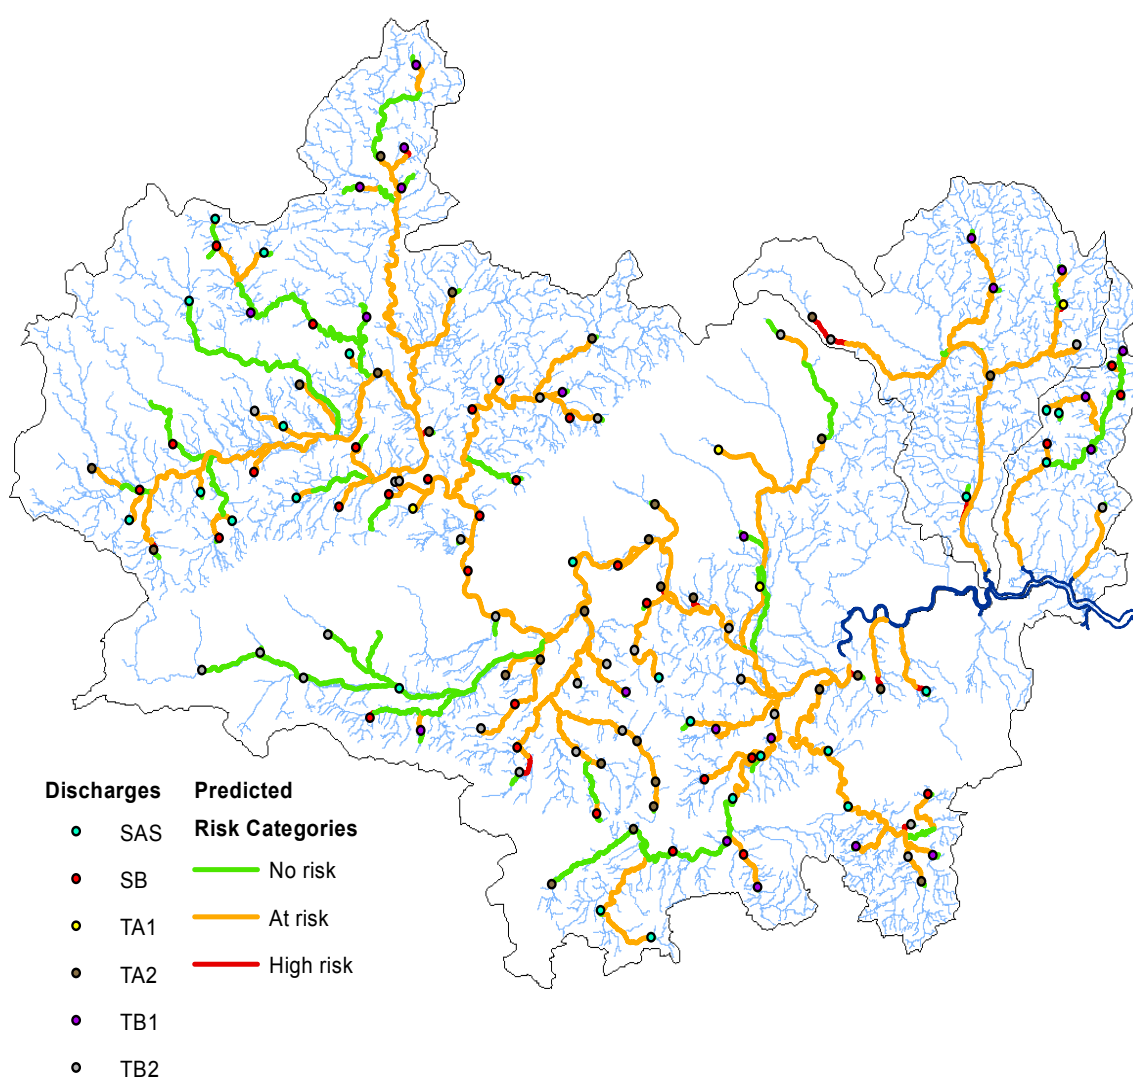 Discharges
SAS
SB
TA1
TA2
TB1
TB2
Predicted
Risk Categories
No risk
At risk
High risk